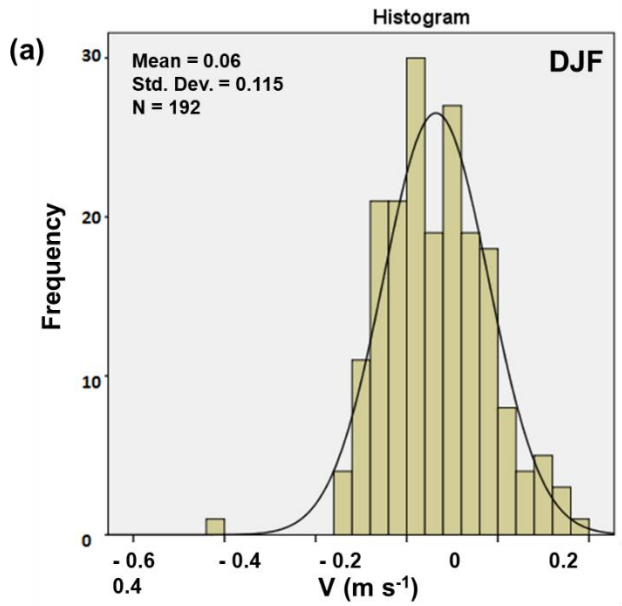 Histogram
(a)
Mean = 0.06
Std. Dev. = 0.115
N = 192
DJF
Frequency
30
20
10
0
- 0.6 - 0.4 - 0.2 0 0.2
0.4
V (m s⁻¹)